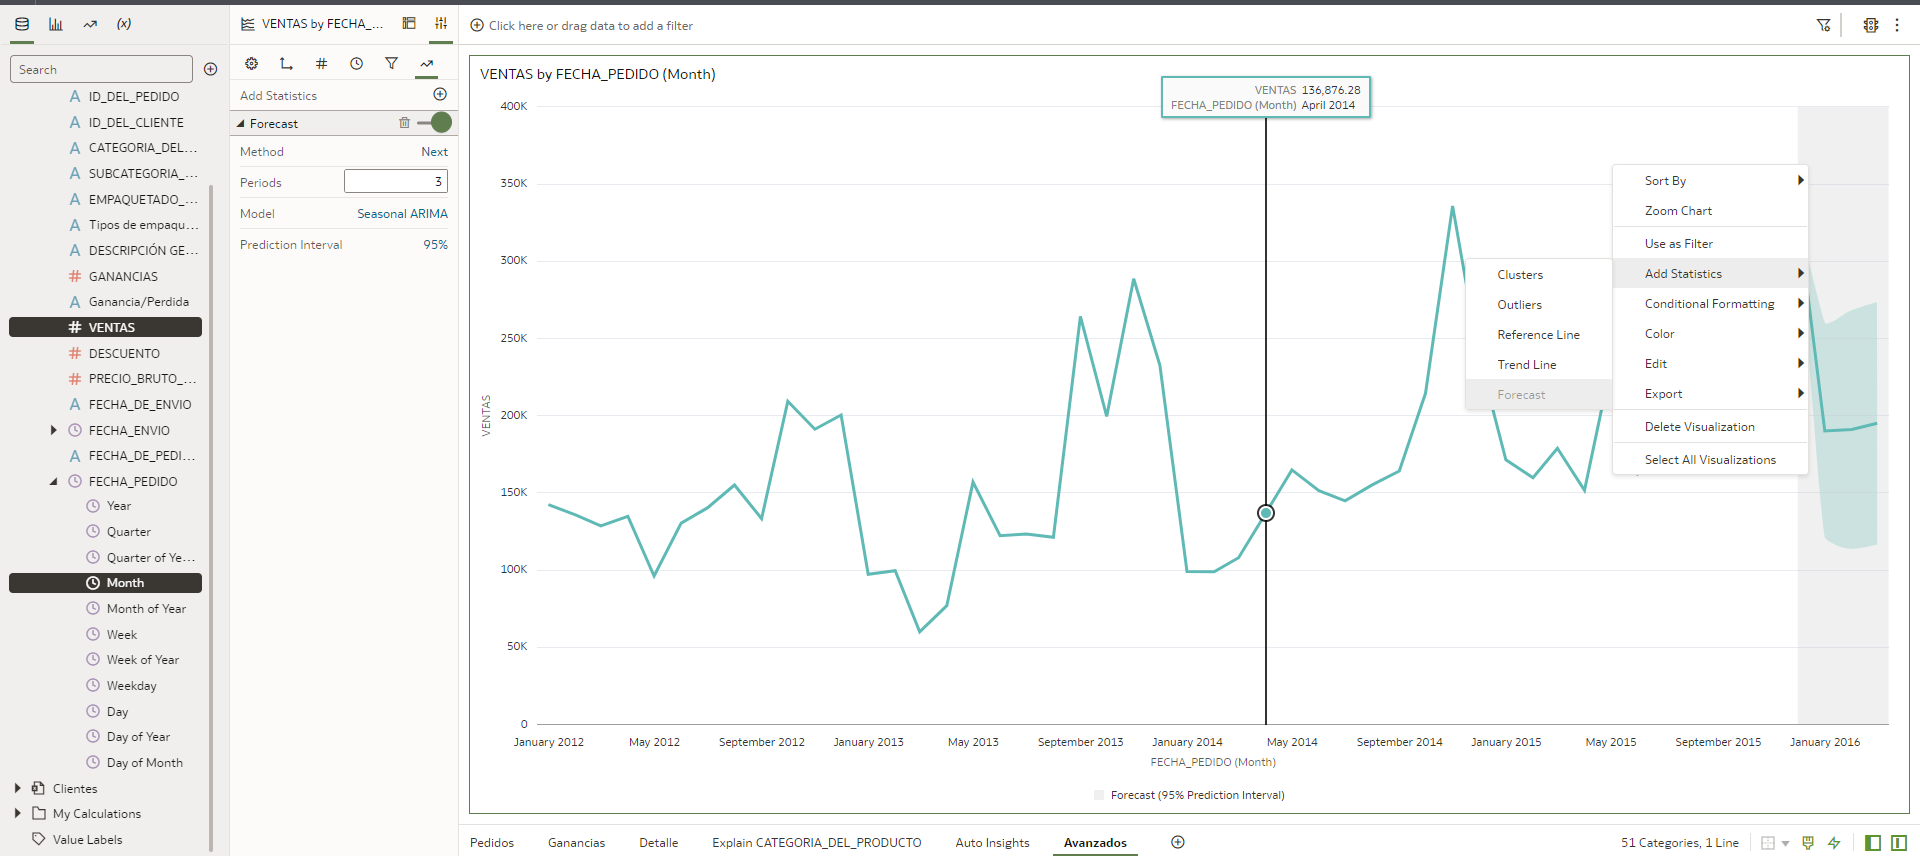 (x)
Search
ID_DEL_PEDIDO
ID_DEL_CLIENTE
CATEGORIA_DEL...
SUBCATEGORIA_...
EMPAQUETADO_...
Tipos de empaqu...
DESCRIPCIÓN GE...
GANANCIAS
Ganancia/Perdida
VENTAS
DESCUENTO
PRECIO_BRUTO_...
FECHA_DE_ENVIO
FECHA_ENVIO
FECHA_DE_PEDI...
FECHA_PEDIDO
Year
Quarter
Quarter of Ye...
Month
Month of Year
Week
Week of Year
Weekday
Day
Day of Year
Day of Month
Clientes
My Calculations
Value Labels
VENTAS by FECHA_...
Add Statistics
Forecast
Method Next
Periods 3
Model Seasonal ARIMA
Prediction Interval 95%
Click here or drag data to add a filter
VENTAS by FECHA_PEDIDO (Month)
VENTAS 136,876.28
FECHA_PEDIDO (Month) April 2014
400K
350K
300K
250K
200K
150K
100K
50K
0
VENTAS
January 2012 May 2012 September 2012 January 2013 May 2013 September 2013 January 2014 May 2014 September 2014 January 2015 May 2015 September 2015 January 2016
FECHA_PEDIDO (Month)
Forecast (95% Prediction Interval)
Sort By
Zoom Chart
Use as Filter
Add Statistics
Conditional Formatting
Color
Edit
Export
Delete Visualization
Select All Visualizations
Clusters
Outliers
Reference Line
Trend Line
Forecast
Pedidos Ganancias Detalle Explain CATEGORIA_DEL_PRODUCTO Auto Insights Avanzados
51 Categories, 1 Line